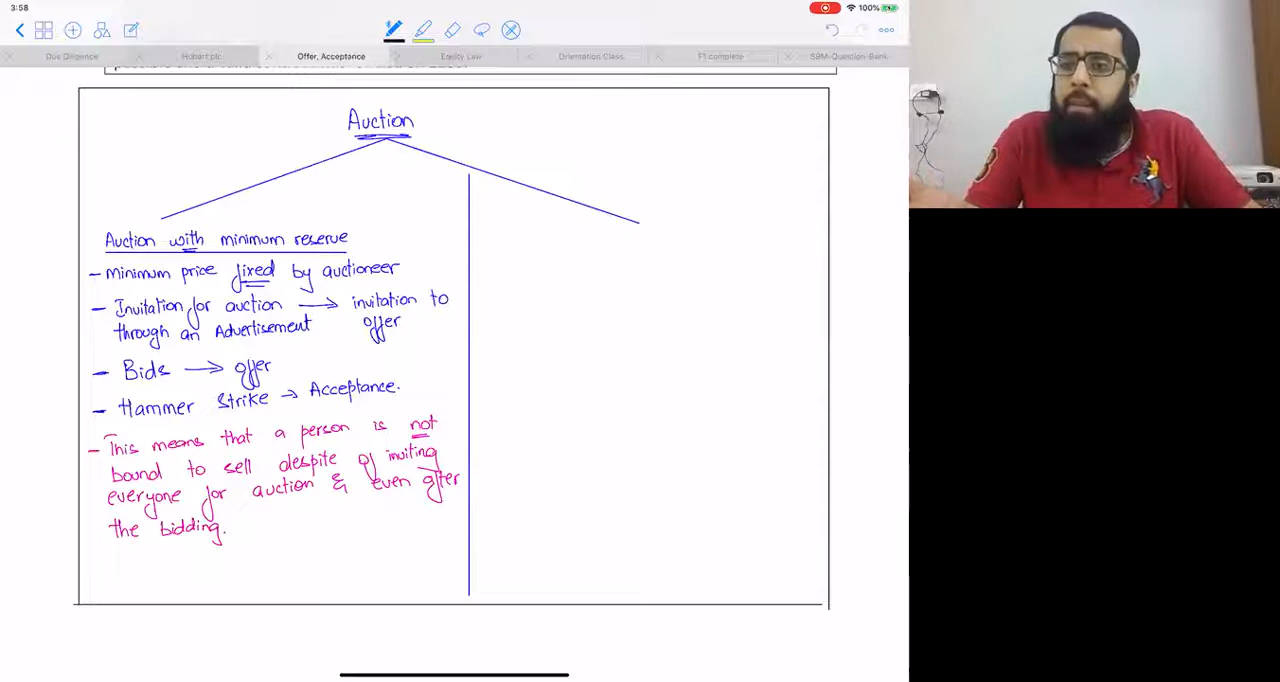 3:58
100%
Due Diligence
Hobart plc
Offer, Acceptance
Equity Law
Orientation Class
F1 complete
SBM-Question-Bank
Auction
Auction with minimum reserve
- Minimum price fixed by auctioneer
- Invitation for auction → invitation to
through an Advertisement offer
- Bids → offer
- Hammer Strike → Acceptance.
- This means that a person is not
bound to sell despite of inviting
everyone for auction & even after
the bidding.